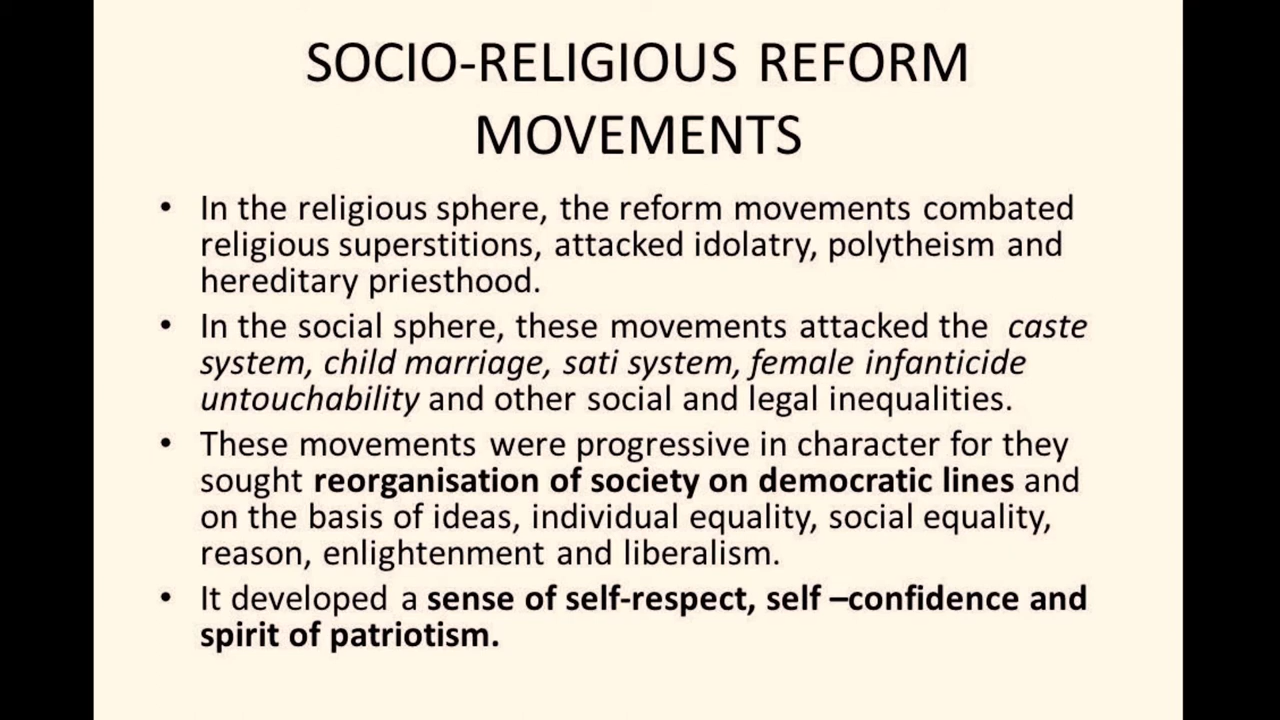 SOCIO-RELIGIOUS REFORM
MOVEMENTS
• In the religious sphere, the reform movements combated
religious superstitions, attacked idolatry, polytheism and
hereditary priesthood.
• In the social sphere, these movements attacked the caste
system, child marriage, sati system, female infanticide
untouchability and other social and legal inequalities.
• These movements were progressive in character for they
sought reorganisation of society on democratic lines and
on the basis of ideas, individual equality, social equality,
reason, enlightenment and liberalism.
• It developed a sense of self-respect, self –confidence and
spirit of patriotism.